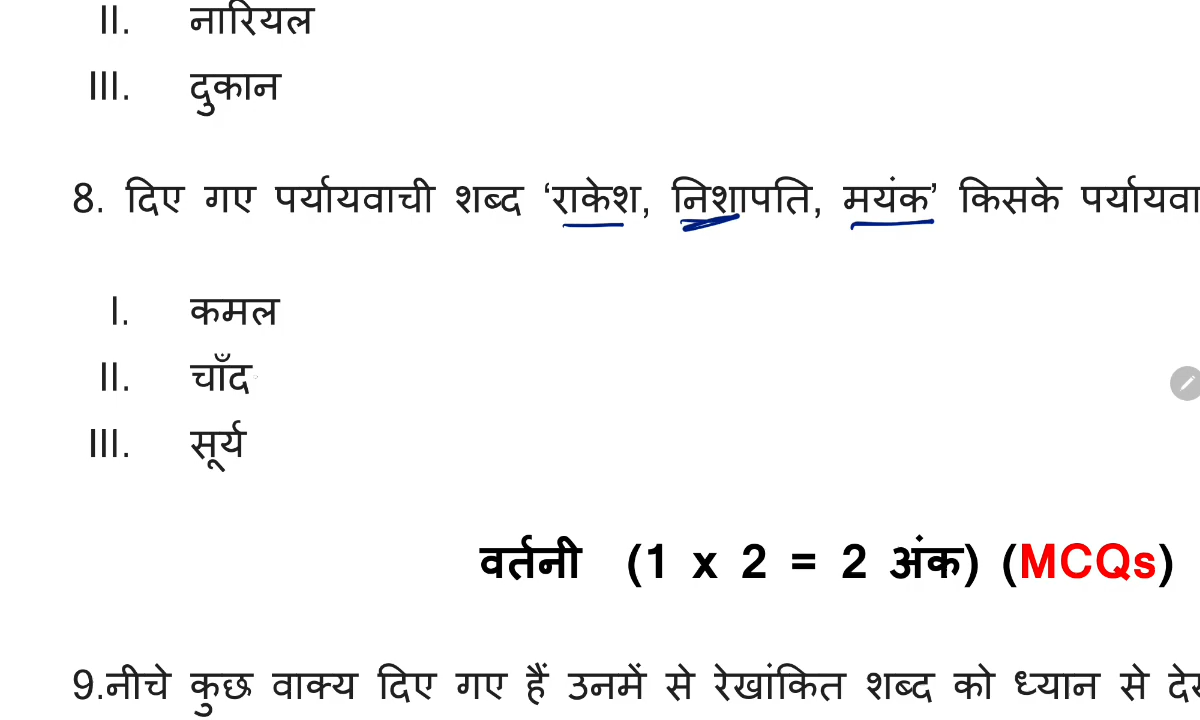 II. नारियल
III. दुकान
8. दिए गए पर्यायवाची शब्द ‘राकेश, निशापति, मयंक’ किसके पर्यायवा
I. कमल
II. चाँद
III. सूर्य
वर्तनी (1 x 2 = 2 अंक) (MCQs)
9.नीचे कुछ वाक्य दिए गए हैं उनमें से रेखांकित शब्द को ध्यान से